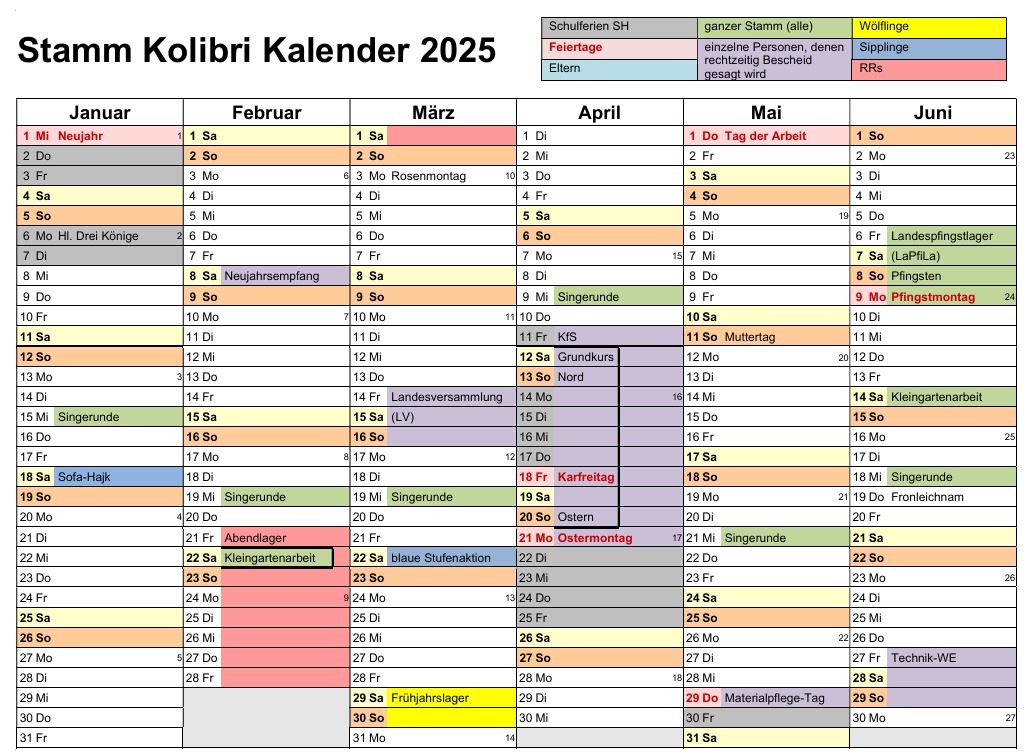 Stamm Kolibri Kalender 2025
Schulferien SH ganzer Stamm (alle) Wölflinge
Feiertage einzelne Personen, denen rechtzeitig Bescheid gesagt wird Sipplinge
Eltern RRs
Januar Februar März April Mai Juni
1 Mi Neujahr 1 1 Sa 1 Sa 1 Di 1 Do Tag der Arbeit 1 So
2 Do 2 So 2 So 2 Mi 2 Fr 2 Mo 23
3 Fr 3 Mo 6 3 Mo Rosenmontag 10 3 Do 3 Sa 3 Di
4 Sa 4 Di 4 Di 4 Fr 4 So 4 Mi
5 So 5 Mi 5 Mi 5 Sa 5 Mo 19 5 Do
6 Mo Hl. Drei Könige 2 6 Do 6 Do 6 So 6 Di 6 Fr Landespfingstlager
7 Di 7 Fr 7 Fr 7 Mo 15 7 Mi 7 Sa (LaPfiLa)
8 Mi 8 Sa Neujahrsempfang 8 Sa 8 Di 8 Do 8 So Pfingsten
9 Do 9 So 9 So 9 Mi Singerunde 9 Fr 9 Mo Pfingstmontag 24
10 Fr 10 Mo 7 10 Mo 11 10 Do 10 Sa 10 Di
11 Sa 11 Di 11 Di 11 Fr KfS 11 So Muttertag 11 Mi
12 So 12 Mi 12 Mi 12 Sa Grundkurs 12 Mo 20 12 Do
13 Mo 3 13 Do 13 Do 13 So Nord 13 Di 13 Fr
14 Di 14 Fr 14 Fr Landesversammlung 14 Mo 16 14 Mi 14 Sa Kleingartenarbeit
15 Mi Singerunde 15 Sa 15 Sa (LV) 15 Di 15 Do 15 So
16 Do 16 So 16 So 16 Mi 16 Fr 16 Mo 25
17 Fr 17 Mo 8 17 Mo 12 17 Do 17 Sa 17 Di
18 Sa Sofa-Hajk 18 Di 18 Di 18 Fr Karfreitag 18 So 18 Mi Singerunde
19 So 19 Mi Singerunde 19 Mi Singerunde 19 Sa 19 Mo 21 19 Do Fronleichnam
20 Mo 4 20 Do 20 Do 20 So Ostern 20 Di 20 Fr
21 Di 21 Fr Abendlager 21 Fr 21 Mo Ostermontag 17 21 Mi Singerunde 21 Sa
22 Mi 22 Sa Kleingartenarbeit 22 Sa blaue Stufenaktion 22 Di 22 Do 22 So
23 Do 23 So 23 So 23 Mi 23 Fr 23 Mo 26
24 Fr 24 Mo 9 24 Mo 13 24 Do 24 Sa 24 Di
25 Sa 25 Di 25 Di 25 Fr 25 So 25 Mi
26 So 26 Mi 26 Mi 26 Sa 26 Mo 22 26 Do
27 Mo 5 27 Do 27 Do 27 So 27 Di 27 Fr Technik-WE
28 Di 28 Fr 28 Fr 28 Mo 18 28 Mi 28 Sa
29 Mi 29 Sa Frühjahrslager 29 Di 29 Do Materialpflege-Tag 29 So
30 Do 30 So 30 Mi 30 Fr 30 Mo 27
31 Fr 31 Mo 14 31 Sa